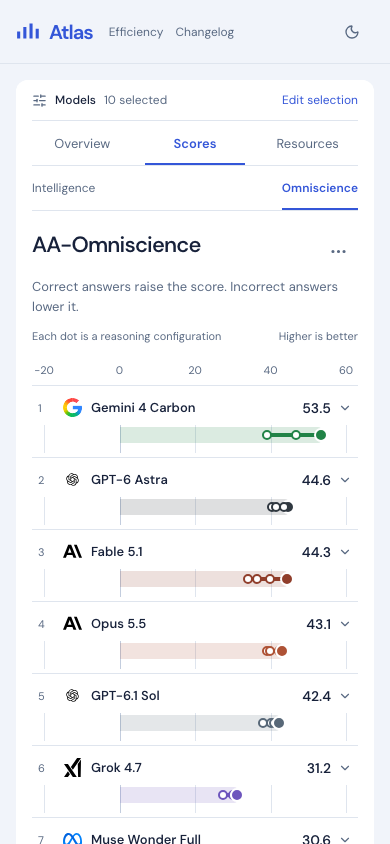 Atlas Efficiency Changelog
Models 10 selected Edit selection
Overview Scores Resources
Intelligence Omniscience
AA-Omniscience ...
Correct answers raise the score. Incorrect answers
lower it.
Each dot is a reasoning configuration Higher is better
-20 0 20 40 60
1 Gemini 4 Carbon 53.5
2 GPT-6 Astra 44.6
3 Fable 5.1 44.3
4 Opus 5.5 43.1
5 GPT-6.1 Sol 42.4
6 Grok 4.7 31.2
7 Muse Wonder Full 30.6